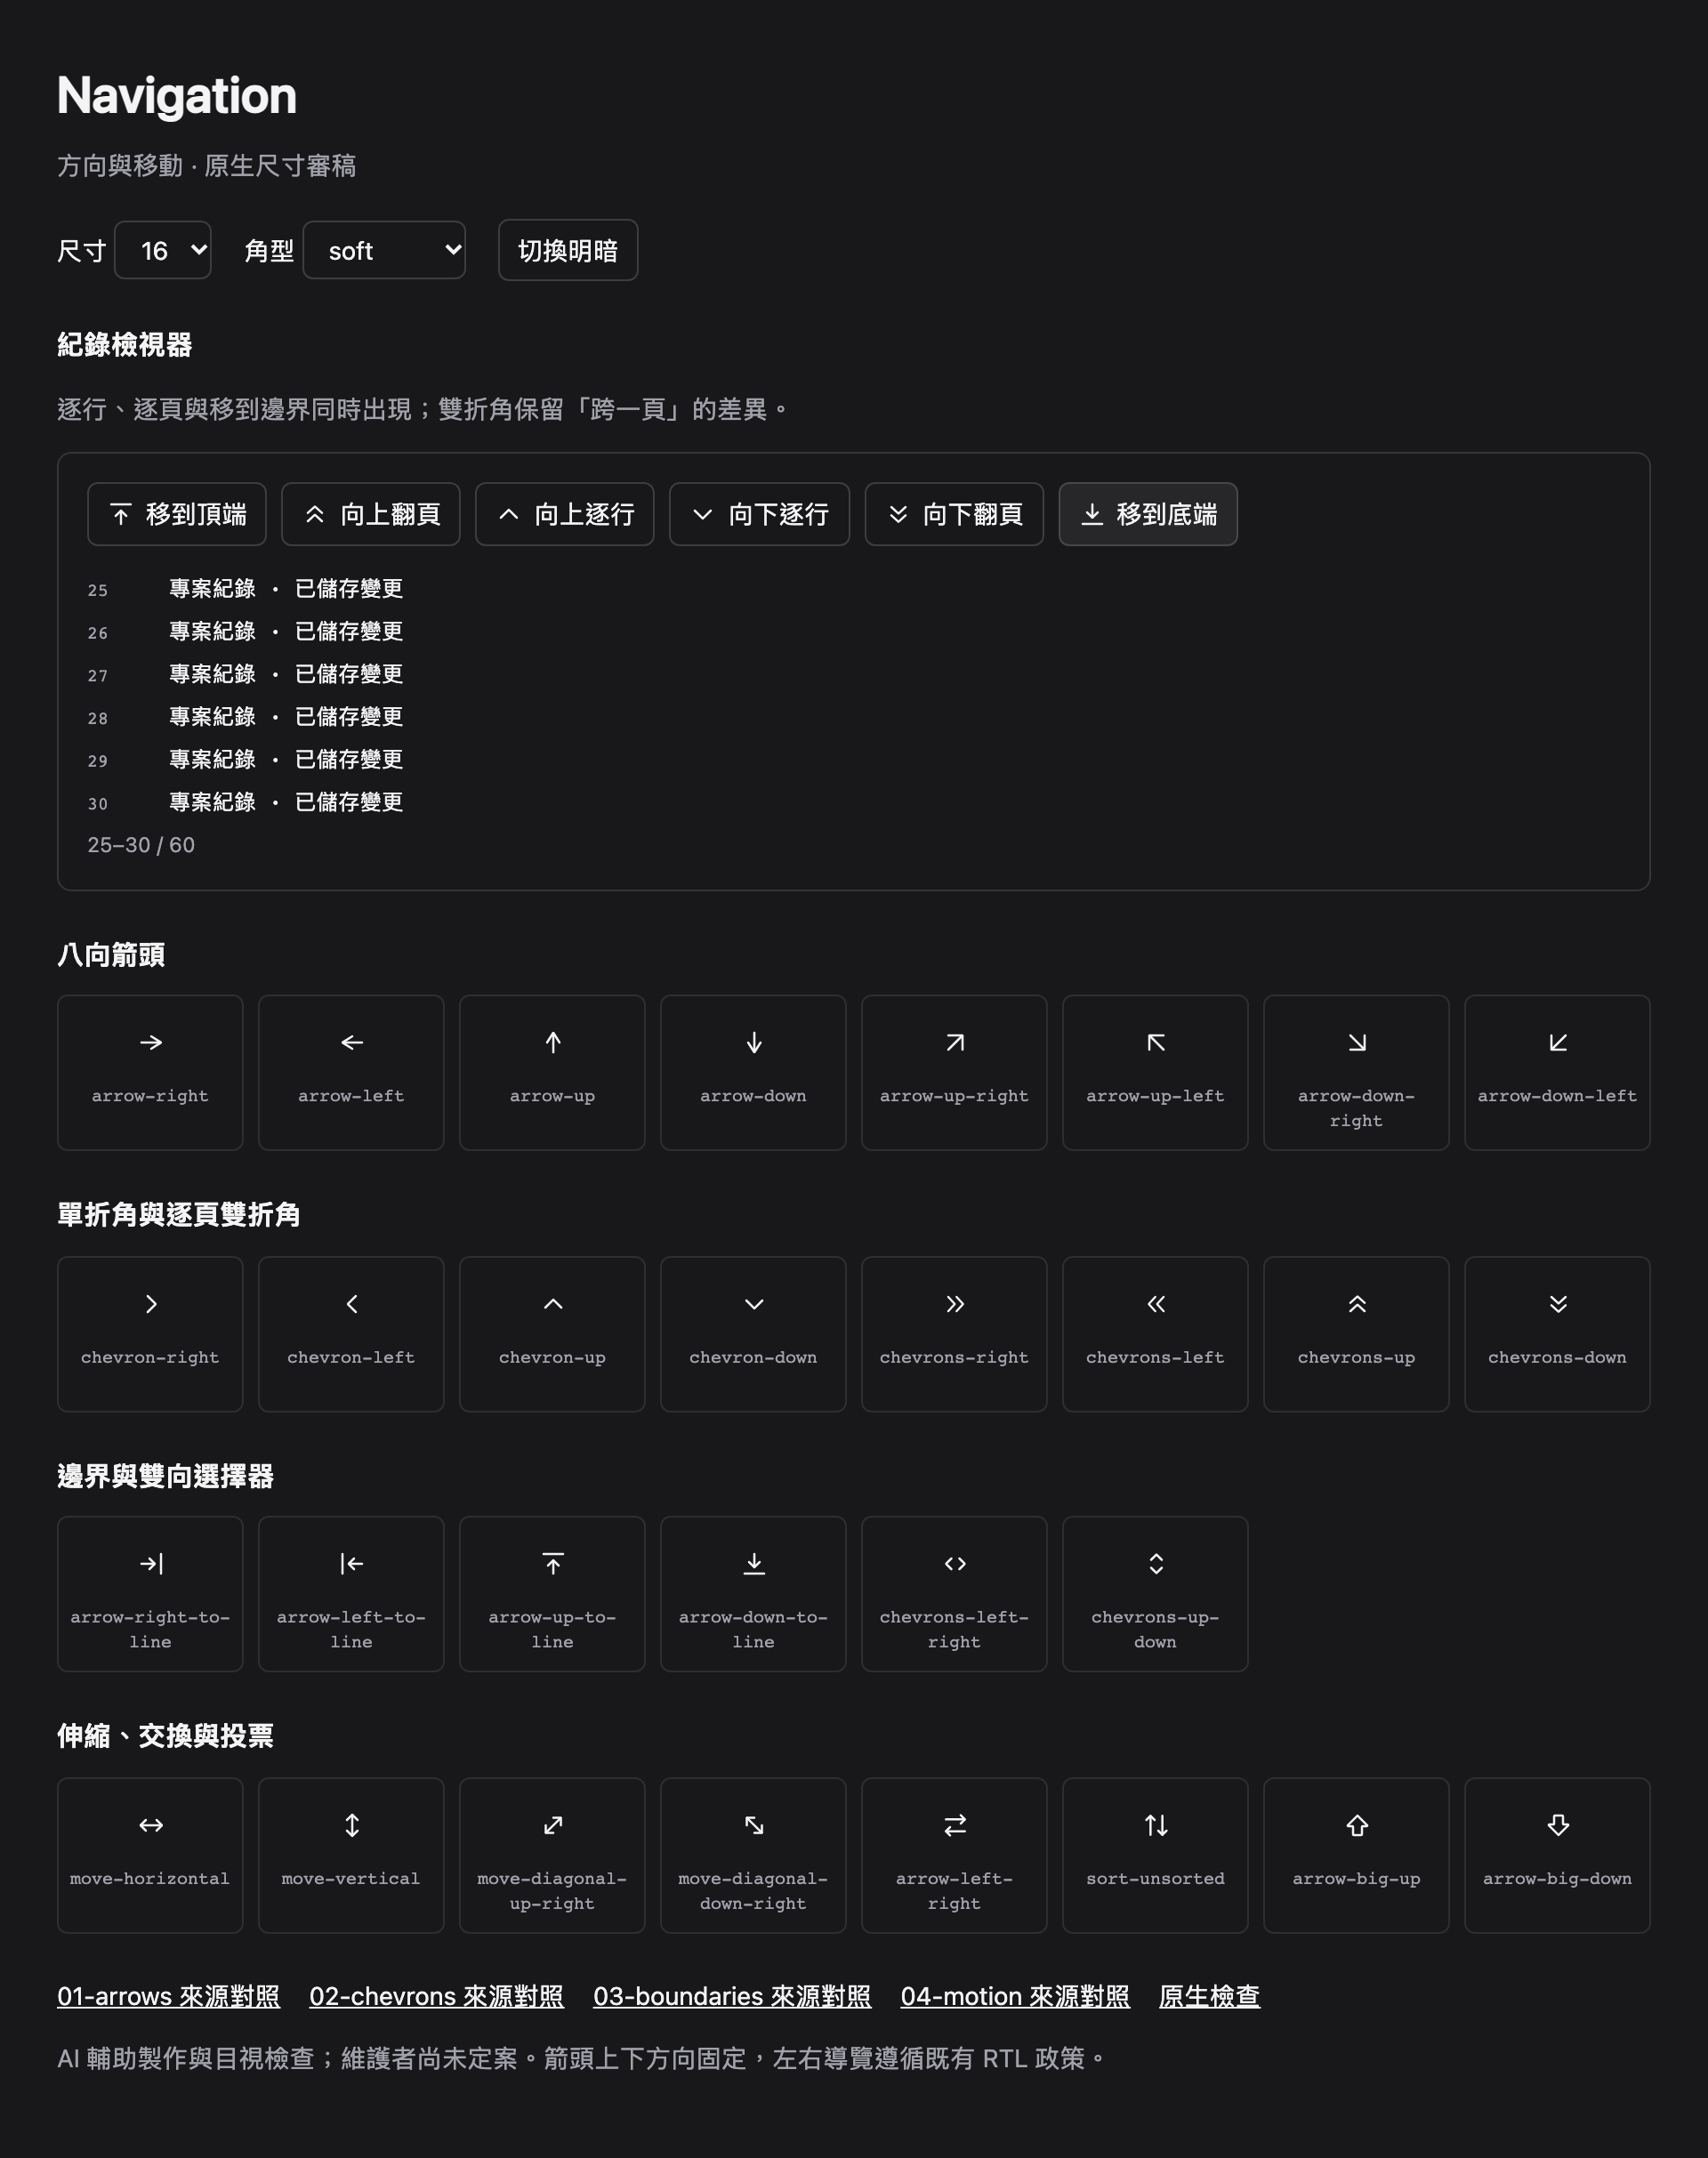 Navigation
方向與移動 · 原生尺寸審稿
尺寸 16 角型 soft 切換明暗
紀錄檢視器
逐行、逐頁與移到邊界同時出現；雙折角保留「跨一頁」的差異。
移到頂端 向上翻頁 向上逐行 向下逐行 向下翻頁 移到底端
25 專案紀錄 · 已儲存變更
26 專案紀錄 · 已儲存變更
27 專案紀錄 · 已儲存變更
28 專案紀錄 · 已儲存變更
29 專案紀錄 · 已儲存變更
30 專案紀錄 · 已儲存變更
25–30 / 60
八向箭頭
arrow-right arrow-left arrow-up arrow-down arrow-up-right arrow-up-left arrow-down-right arrow-down-left
單折角與逐頁雙折角
chevron-right chevron-left chevron-up chevron-down chevrons-right chevrons-left chevrons-up chevrons-down
邊界與雙向選擇器
arrow-right-to-line arrow-left-to-line arrow-up-to-line arrow-down-to-line chevrons-left-right chevrons-up-down
伸縮、交換與投票
move-horizontal move-vertical move-diagonal-up-right move-diagonal-down-right arrow-left-right sort-unsorted arrow-big-up arrow-big-down
01-arrows 來源對照 02-chevrons 來源對照 03-boundaries 來源對照 04-motion 來源對照 原生檢查
AI 輔助製作與目視檢查；維護者尚未定案。箭頭上下方向固定，左右導覽遵循既有 RTL 政策。